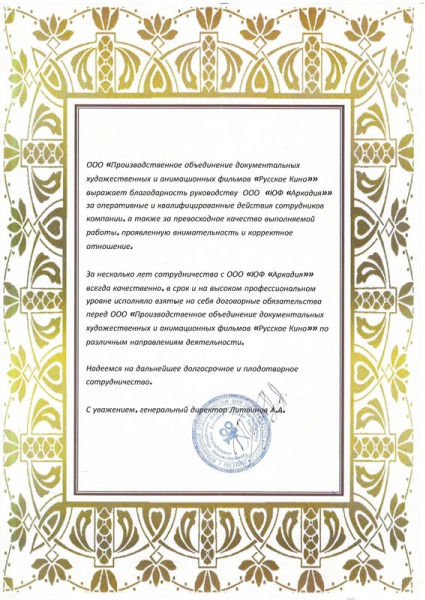 ООО «Производственное объединение документальных
художественных и анимационных фильмов «Русское Кино»»
выражает благодарность руководству ООО «ЮФ «Аркадия»»
за оперативные и квалифицированные действия сотрудников
компании, а также за превосходное качество выполняемой
работы, проявленную внимательность и корректное
отношение.
За несколько лет сотрудничества с ООО «ЮФ «Аркадия»»
всегда качественно, в срок и на высоком профессиональном
уровне исполняло взятые на себя договорные обязательства
перед ООО «Производственное объединение документальных
художественных и анимационных фильмов «Русское Кино»» по
различным направлениям деятельности.
Надеемся на дальнейшее долгосрочное и плодотворное
сотрудничество.
С уважением, генеральный директор Литвинов А.Д.